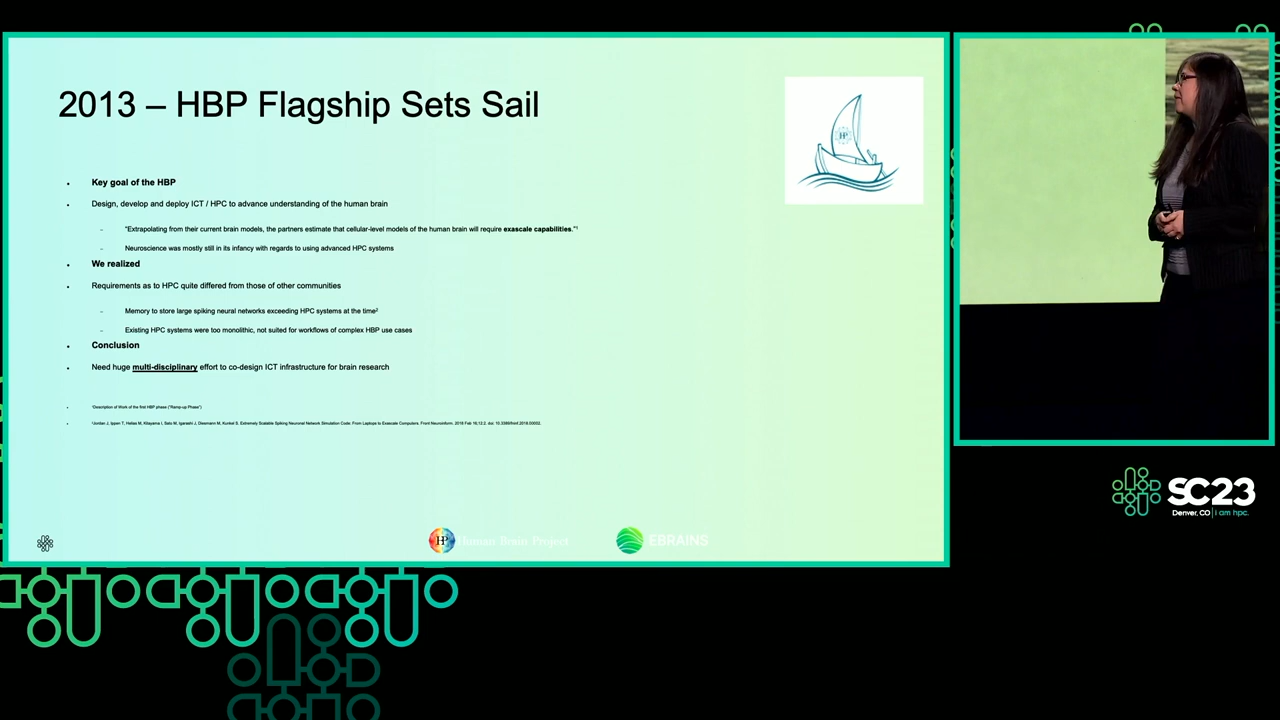 2013 – HBP Flagship Sets Sail
HP
Key goal of the HBP
Design, develop and deploy ICT / HPC to advance understanding of the human brain
"Extrapolating from their current brain models, the partners estimate that cellular-level models of the human brain will require exascale capabilities."¹
Neuroscience was mostly still in its infancy with regards to using advanced HPC systems
We realized
Requirements as to HPC quite differed from those of other communities
Memory to store large spiking neural networks exceeding HPC systems at the time²
Existing HPC systems were too monolithic, not suited for workflows of complex HBP use cases
Conclusion
Need huge multi-disciplinary effort to co-design ICT infrastructure for brain research
¹Description of Work of the first HBP phase ("Ramp-up Phase")
²Jordan J, Ippen T, Helias M, Kitayama I, Sato M, Igarashi J, Diesmann M, Kunkel S. Extremely Scalable Spiking Neuronal Network Simulation Code: From Laptops to Exascale Computers. Front Neuroinform. 2018 Feb 16;12:2. doi: 10.3389/fninf.2018.00002.
HP Human Brain Project
EBRAINS
SC23
Denver, CO | i am hpc.